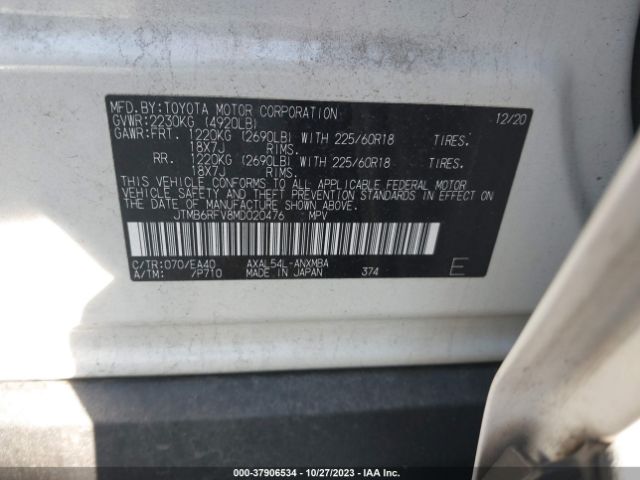 MFD.BY:TOYOTA MOTOR CORPORATION 12/20
GVWR:2230KG (4920LB)
GAWR:FRT. 1220KG (2690LB) WITH 225/60R18 TIRES.
18X7J RIMS.
RR. 1220KG (2690LB) WITH 225/60R18 TIRES.
18X7J RIMS.
THIS VEHICLE CONFORMS TO ALL APPLICABLE FEDERAL MOTOR
VEHICLE SAFETY AND THEFT PREVENTION STANDARDS IN EFFECT ON
THE DATE OF MANUFACTURE SHOWN ABOVE.
JTMB6RFV8MD020476 MPV
C/TR:070/EA40 AXAL54L-ANXMBA
A/TM: /P710 MADE IN JAPAN 374 E
000-37906534 - 10/27/2023 - IAA Inc.